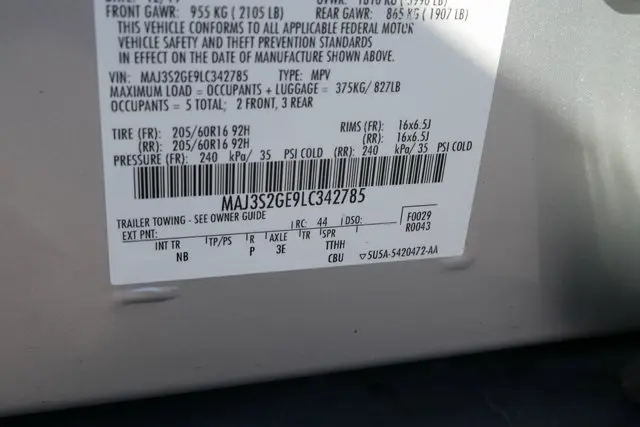 FRONT GAWR: 955 KG ( 2105 LB)
REAR GAWR: 865 KG ( 1907 LB)
THIS VEHICLE CONFORMS TO ALL APPLICABLE FEDERAL MOTOR
VEHICLE SAFETY AND THEFT PREVENTION STANDARDS
IN EFFECT ON THE DATE OF MANUFACTURE SHOWN ABOVE.
VIN: MAJ3S2GE9LC342785 TYPE: MPV
MAXIMUM LOAD = OCCUPANTS + LUGGAGE = 375KG/ 827LB
OCCUPANTS = 5 TOTAL; 2 FRONT, 3 REAR
TIRE (FR): 205/60R16 92H RIMS (FR): 16x6.5J
(RR): 205/60R16 92H (RR): 16x6.5J
PRESSURE (FR): 240 kPa/ 35 PSI COLD (RR): 240 kPa/ 35 PSI COLD
MAJ3S2GE9LC342785
TRAILER TOWING - SEE OWNER GUIDE
EXT PNT: RC: 44 DSO: F0029
R0043
INT TR TP/PS R AXLE TR SPR
NB P 3E TTHH
CBU ▽5U5A-5420472-AA